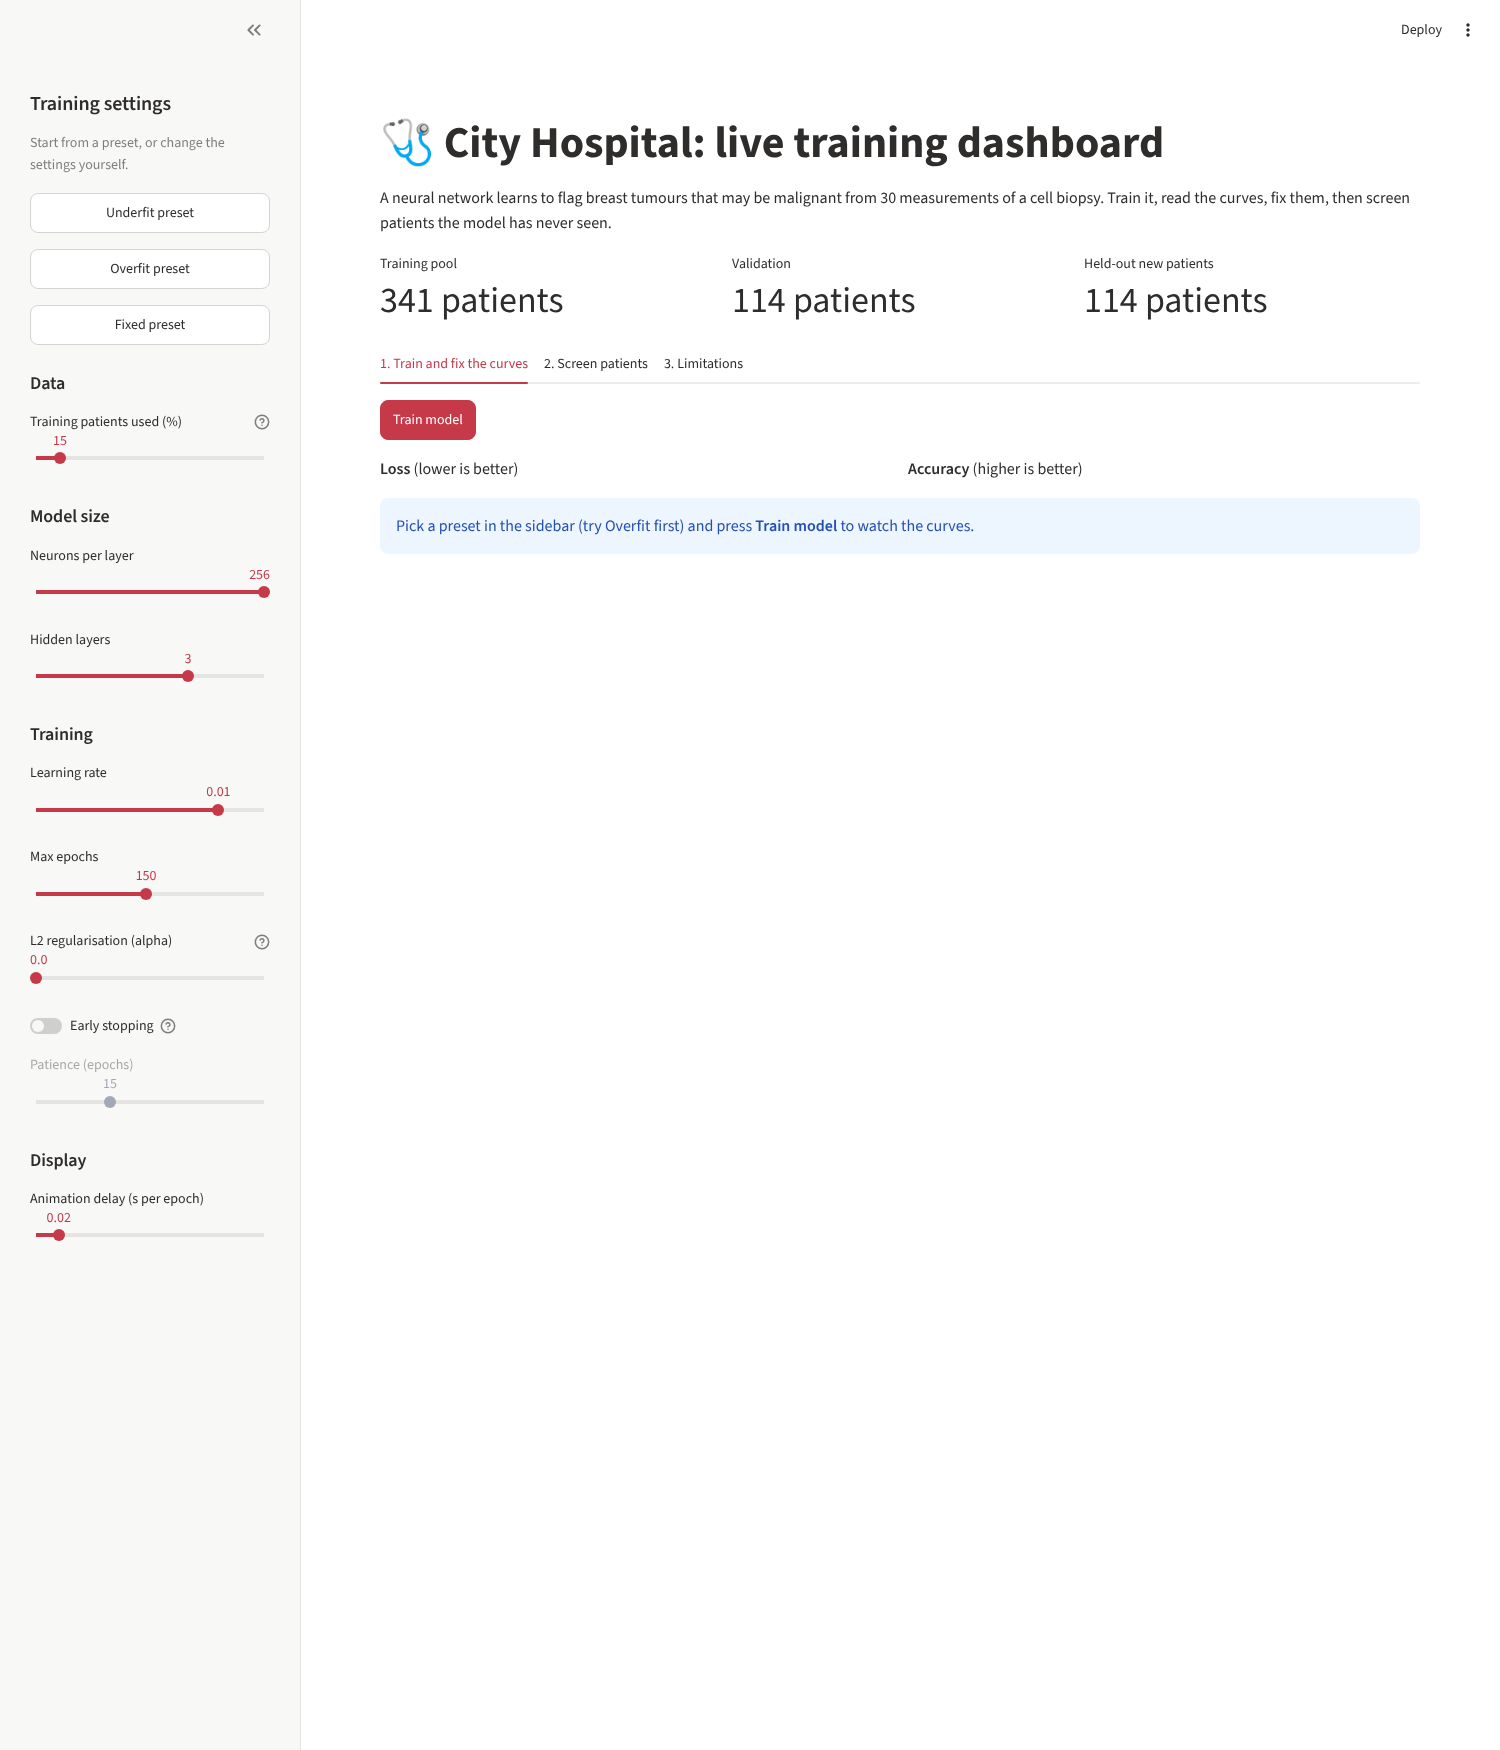 Deploy
Training settings
Start from a preset, or change the
settings yourself.
Underfit preset
Overfit preset
Fixed preset
Data
Training patients used (%)
15
Model size
Neurons per layer
256
Hidden layers
3
Training
Learning rate
0.01
Max epochs
150
L2 regularisation (alpha)
0.0
Early stopping
Patience (epochs)
15
Display
Animation delay (s per epoch)
0.02
City Hospital: live training dashboard
A neural network learns to flag breast tumours that may be malignant from 30 measurements of a cell biopsy. Train it, read the curves, fix them, then screen
patients the model has never seen.
Training pool
341 patients
Validation
114 patients
Held-out new patients
114 patients
1. Train and fix the curves
2. Screen patients
3. Limitations
Train model
Loss (lower is better)
Accuracy (higher is better)
Pick a preset in the sidebar (try Overfit first) and press Train model to watch the curves.